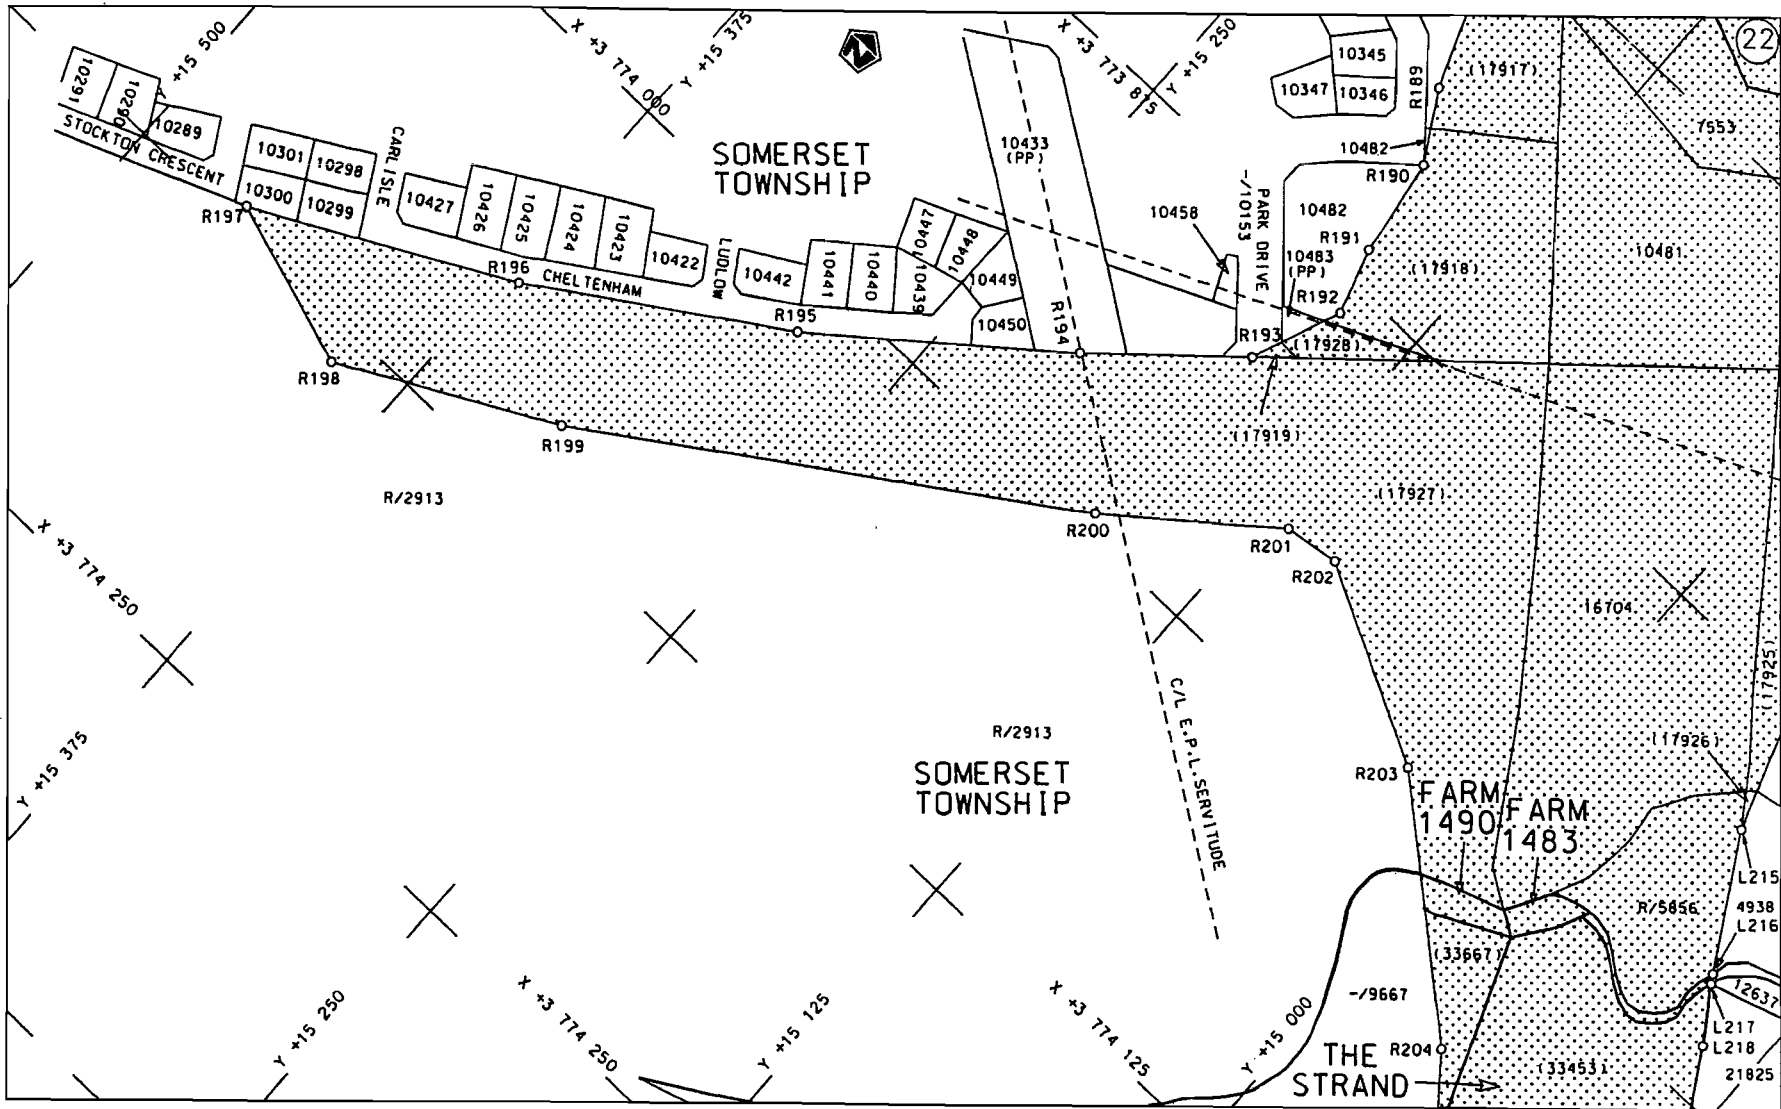 Y +15 500
X +3 774 000
Y +15 375
X +3 773 875
Y +15 250
22
10291
10290
10289
STOCKTON CRESCENT
10301
10298
10300
10299
CARLISLE
10427
10426
10425
10424
10423
10422
LUDLOW
10442
10441
10440
10439
10447
10448
10449
10450
CHELTENHAM
SOMERSET
TOWNSHIP
10433
(PP)
10458
PARK DRIVE
-/10153
10345
10347
10346
R189
10482
R190
10482
R191
10483
(PP)
R192
R193
R194
R195
R196
R197
(17917)
7553
10481
(17918)
(17928)
(17919)
(17927)
R198
R199
R200
R201
R202
R/2913
X +3 774 250
Y +15 375
16704
(17925)
(17926)
R/2913
SOMERSET
TOWNSHIP
C/L E.P.L.SERVITUDE
R203
FARM
1490
FARM
1483
L215
4938
L216
R/5856
(33667)
12637
-/9667
L217
L218
21825
R204
THE
STRAND
(33453)
Y +15 250
X +3 774 250
Y +15 125
X +3 774 125
Y +15 000